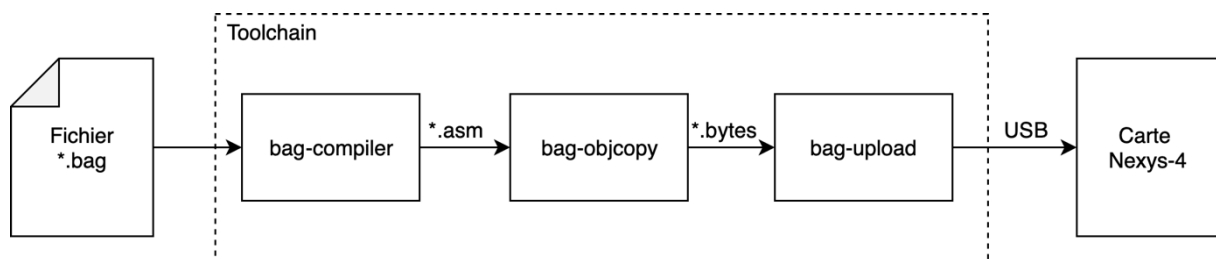 Toolchain
Fichier
*.bag
bag-compiler
*.asm
bag-objcopy
*.bytes
bag-upload
USB
Carte
Nexys-4